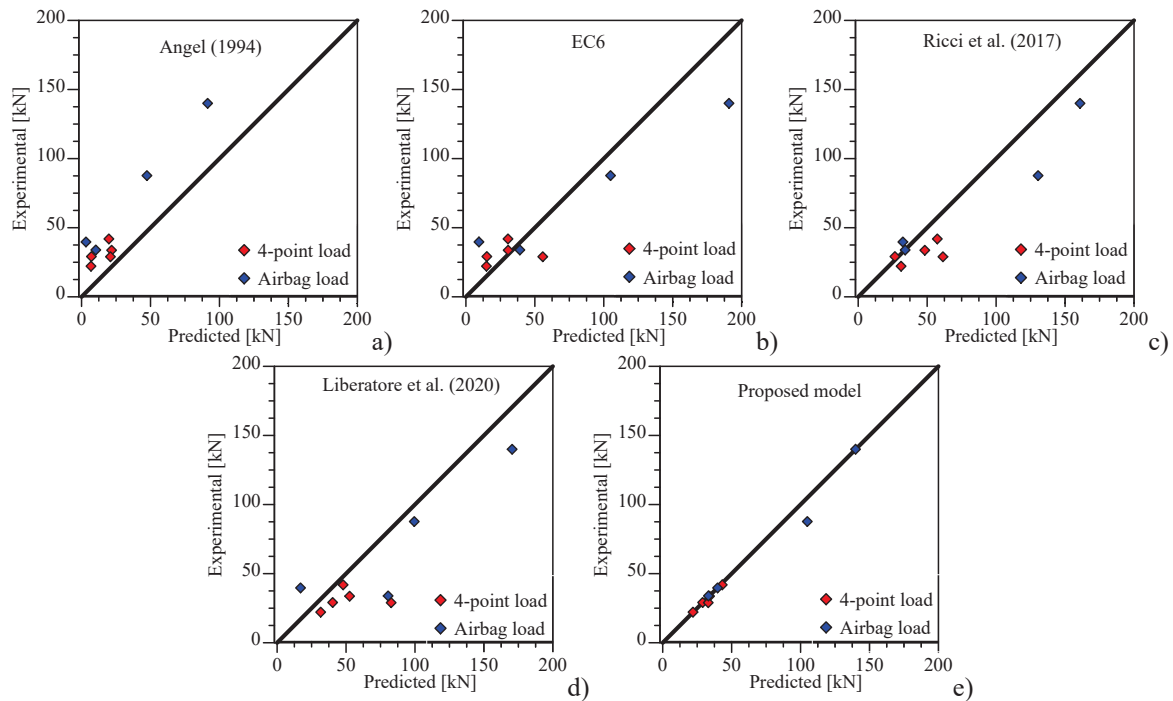 200
150
100
50
0
Experimental [kN]
Angel (1994)
4-point load
Airbag load
0 50 100 150 200
Predicted [kN]
a)
200
150
100
50
0
Experimental [kN]
EC6
4-point load
Airbag load
0 50 100 150 200
Predicted [kN]
b)
200
150
100
50
0
Experimental [kN]
Ricci et al. (2017)
4-point load
Airbag load
0 50 100 150 200
Predicted [kN]
c)
200
150
100
50
0
Experimental [kN]
Liberatore et al. (2020)
4-point load
Airbag load
0 50 100 150 200
Predicted [kN]
d)
200
150
100
50
0
Experimental [kN]
Proposed model
4-point load
Airbag load
0 50 100 150 200
Predicted [kN]
e)